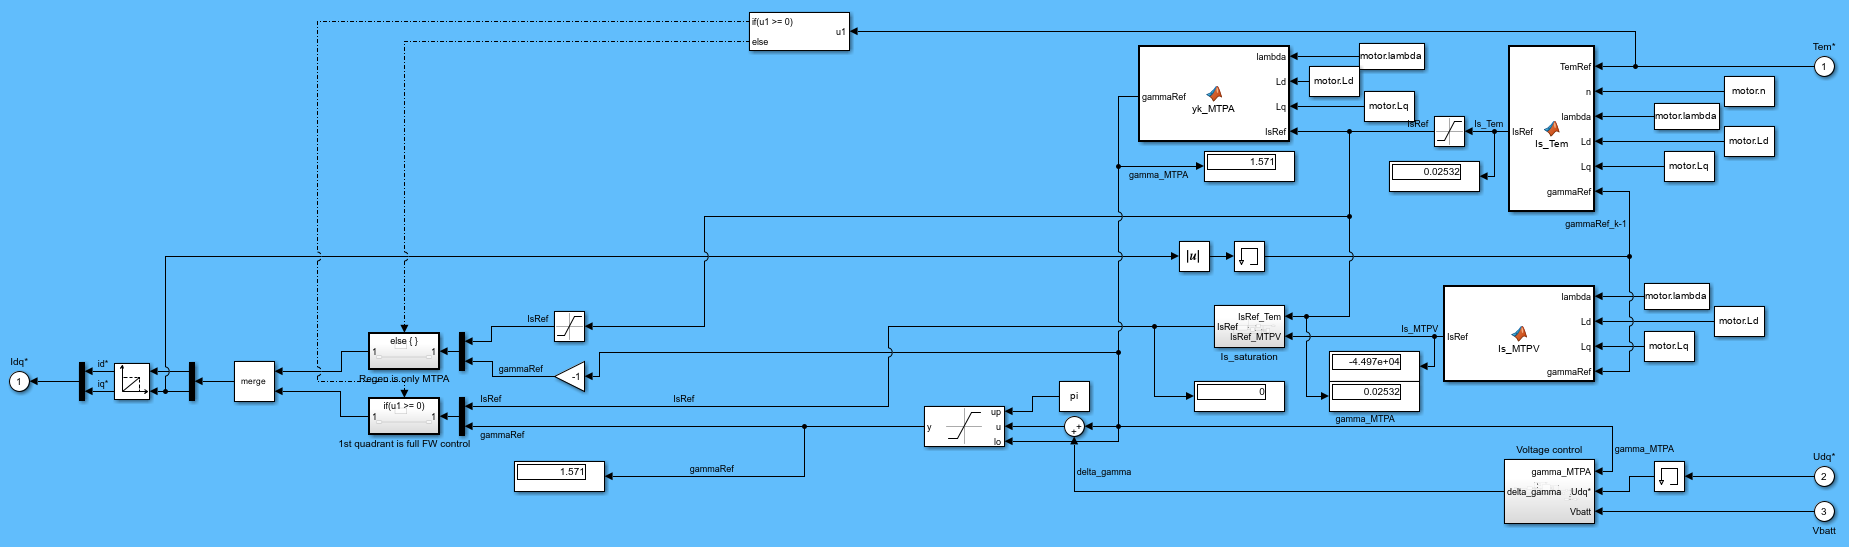 if(u1 >= 0)
else
u1
Tem*
1
lambda
Ld
Lq
IsRef
gammaRef
yk_MTPA
motor.lambda
motor.Ld
motor.Lq
IsRef
Is_Tem
TemRef
n
lambda
Ld
Lq
gammaRef
IsRef
Is_Tem
motor.n
motor.lambda
motor.Ld
motor.Lq
1.571
gamma_MTPA
0.02532
gammaRef_k-1
|u|
IsRef
else { }
1
1
Regen is only MTPA
gammaRef
-1
IsRef_Tem
IsRef
IsRef_MTPV
Is_saturation
Is_MTPV
lambda
Ld
Lq
gammaRef
IsRef
Is_MTPV
motor.lambda
motor.Ld
motor.Lq
-4.497e+04
0.02532
gamma_MTPA
0
Idq*
1
id*
iq*
merge
if(u1 >= 0)
1
1
1st quadrant is full FW control
IsRef
IsRef
gammaRef
up
u
lo
y
pi
+
+
1.571
gammaRef
delta_gamma
Voltage control
gamma_MTPA
delta_gamma
Udq*
Vbatt
gamma_MTPA
Udq*
2
3
Vbatt